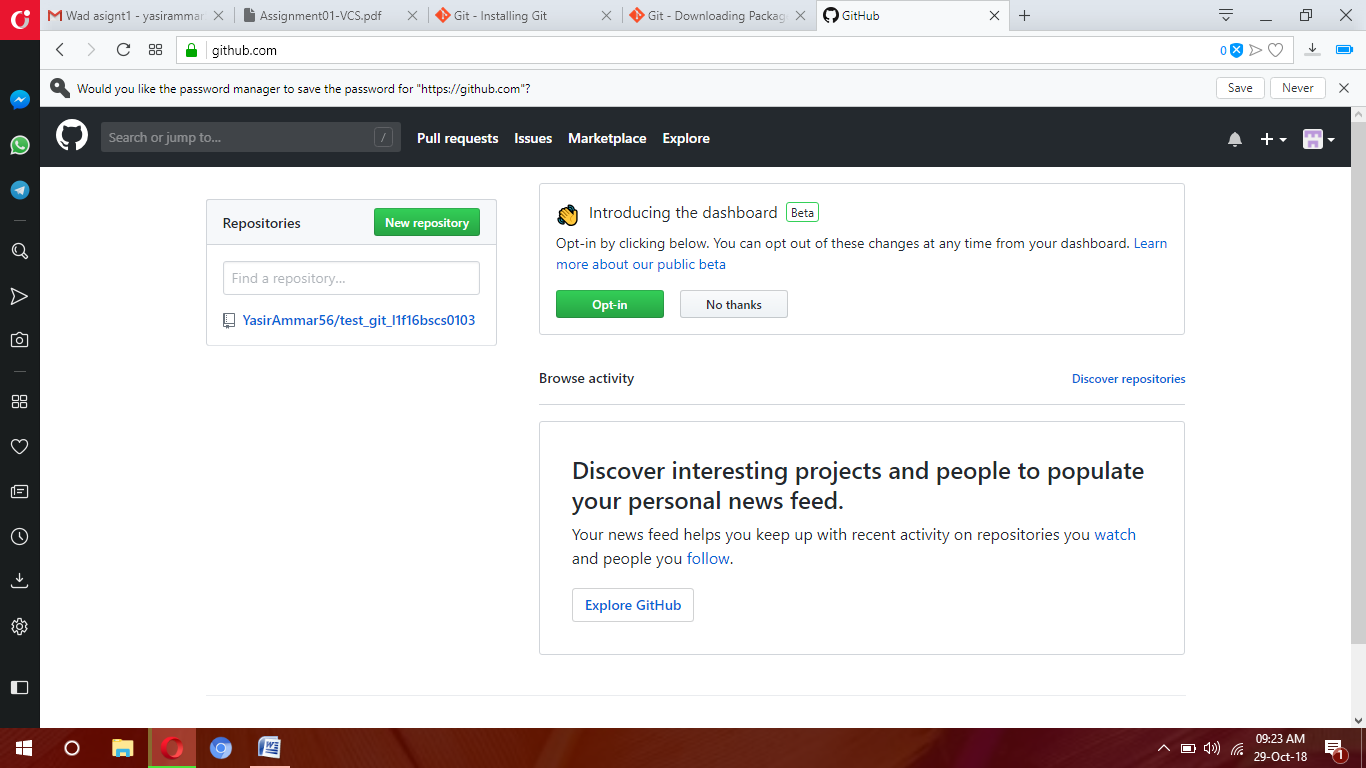 Wad asignt1 - yasirammar
Assignment01-VCS.pdf
Git - Installing Git
Git - Downloading Packag
GitHub
github.com
0
Would you like the password manager to save the password for "https://github.com"?
Save
Never
Search or jump to...
/
Pull requests
Issues
Marketplace
Explore
Repositories
New repository
Find a repository...
YasirAmmar56/test_git_l1f16bscs0103
Introducing the dashboard
Beta
Opt-in by clicking below. You can opt out of these changes at any time from your dashboard. Learn
more about our public beta
Opt-in
No thanks
Browse activity
Discover repositories
Discover interesting projects and people to populate
your personal news feed.
Your news feed helps you keep up with recent activity on repositories you watch
and people you follow.
Explore GitHub
09:23 AM
29-Oct-18
1